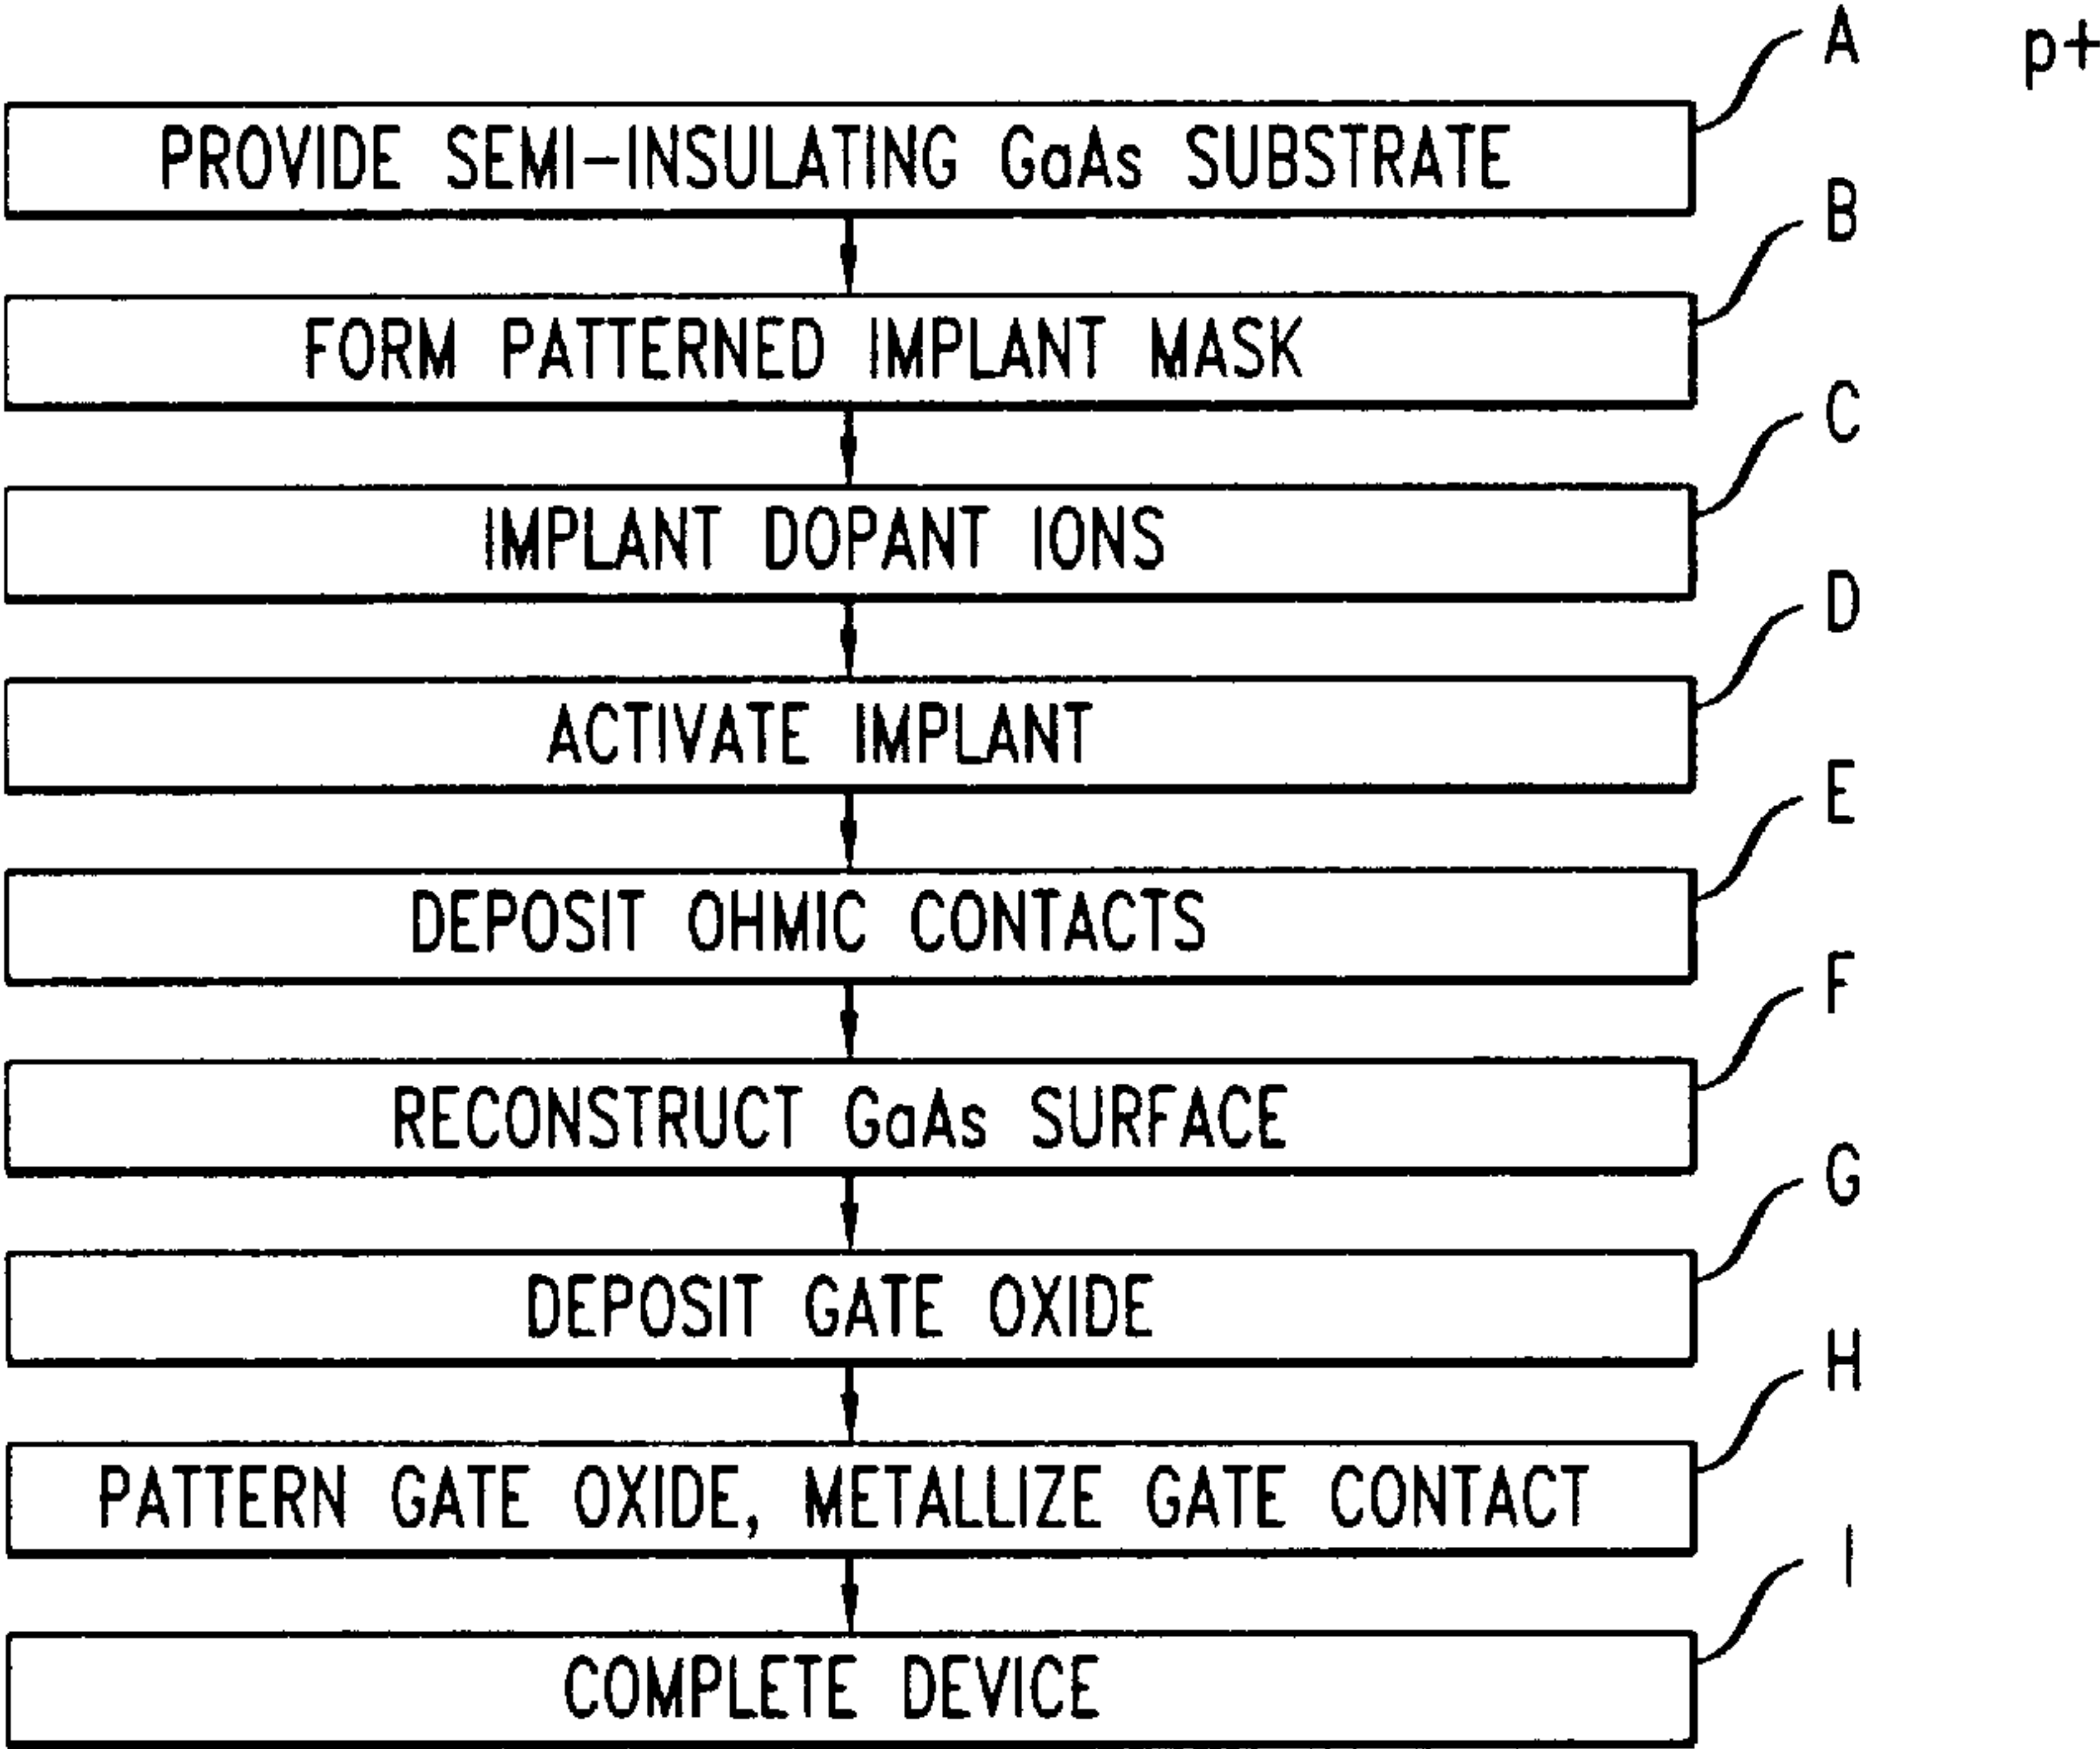 A
p+
PROVIDE SEMI-INSULATING GaAs SUBSTRATE
B
FORM PATTERNED IMPLANT MASK
C
IMPLANT DOPANT IONS
D
ACTIVATE IMPLANT
E
DEPOSIT OHMIC CONTACTS
F
RECONSTRUCT GaAs SURFACE
G
DEPOSIT GATE OXIDE
H
PATTERN GATE OXIDE, METALLIZE GATE CONTACT
I
COMPLETE DEVICE